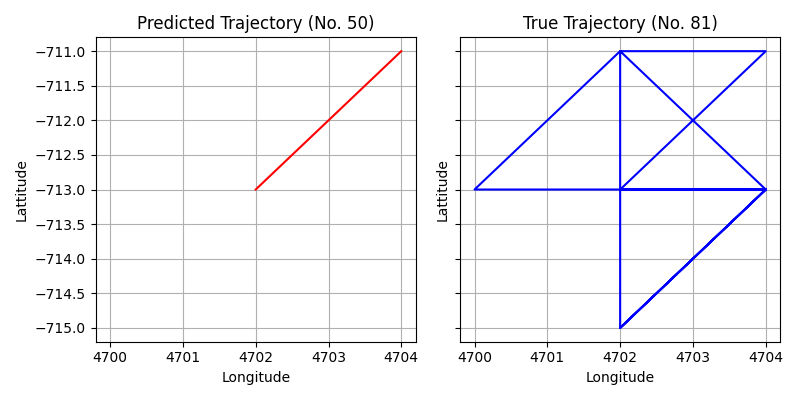 Predicted Trajectory (No. 50)
True Trajectory (No. 81)
−711.0
−711.5
−712.0
−712.5
−713.0
−713.5
−714.0
−714.5
−715.0
Lattitude
Lattitude
4700 4701 4702 4703 4704
4700 4701 4702 4703 4704
Longitude
Longitude